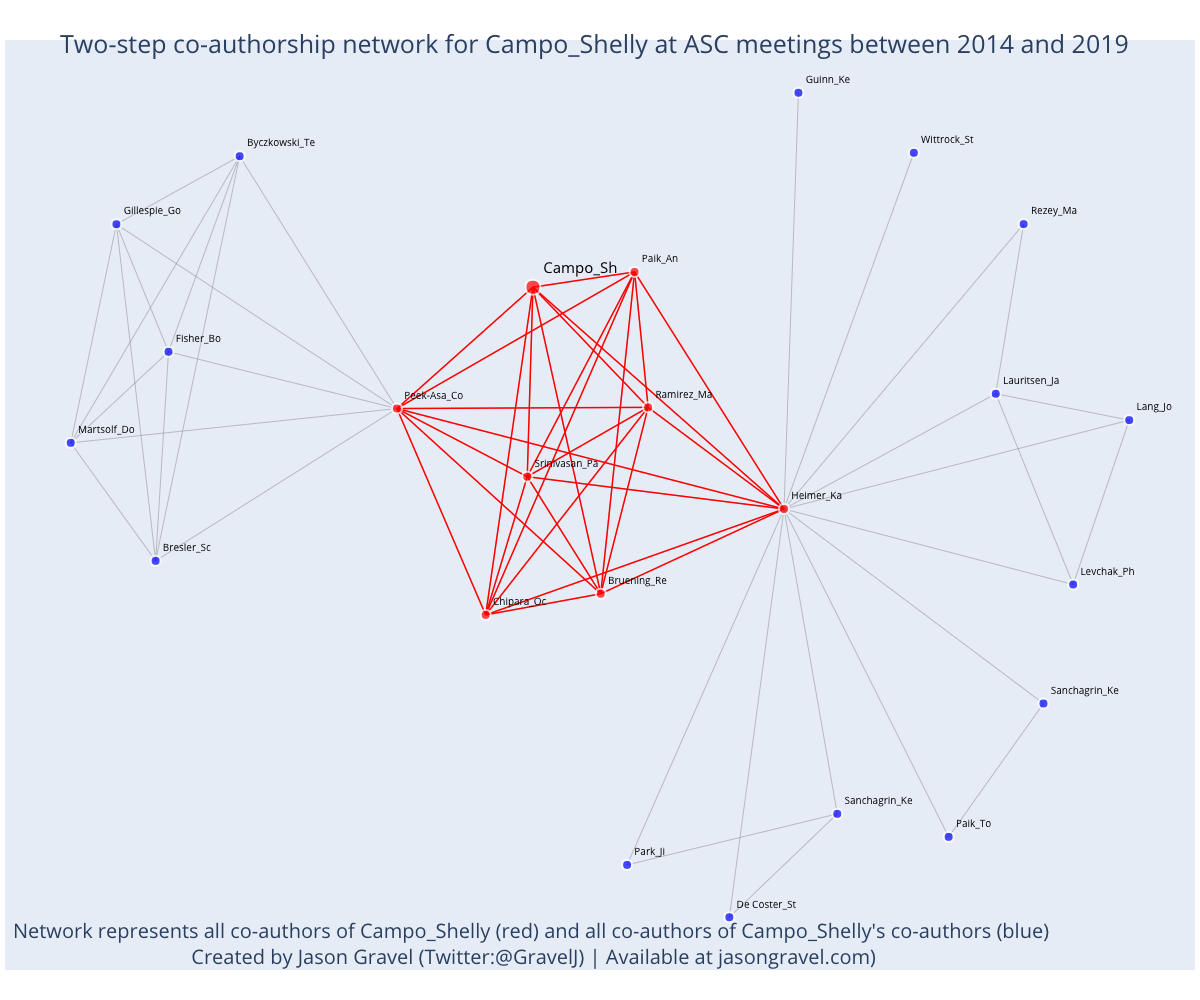 Two-step co-authorship network for Campo_Shelly at ASC meetings between 2014 and 2019
Guinn_Ke
Byczkowski_Te
Wittrock_St
Gillespie_Go
Rezey_Ma
Paik_An
Campo_Sh
Fisher_Bo
Lauritsen_Ja
Peek-Asa_Co
Ramirez_Ma
Lang_Jo
Martsolf_Do
Srinivasan_Pa
Heimer_Ka
Bresler_Sc
Levchak_Ph
Bruening_Re
Chipara_Oc
Sanchagrin_Ke
Sanchagrin_Ke
Paik_To
Park_Ji
De Coster_St
Network represents all co-authors of Campo_Shelly (red) and all co-authors of Campo_Shelly's co-authors (blue)
Created by Jason Gravel (Twitter:@GravelJ) | Available at jasongravel.com)